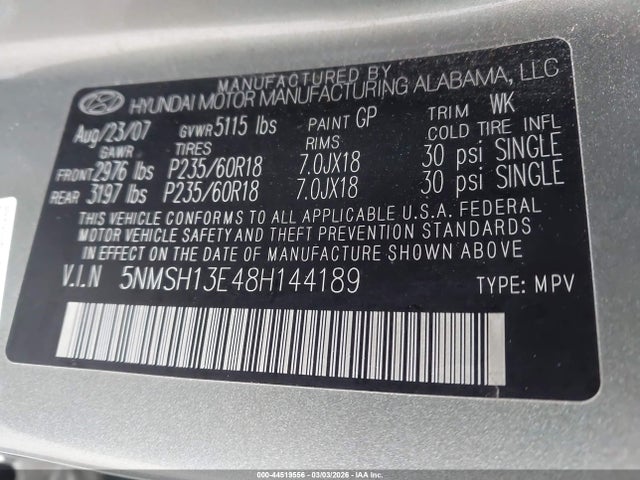 MANUFACTURED BY
HYUNDAI MOTOR MANUFACTURING ALABAMA, LLC
Aug/23/07 GVWR 5115 lbs PAINT GP TRIM WK
GAWR TIRES RIMS COLD TIRE INFL
FRONT 2976 lbs P235/60R18 7.0JX18 30 psi SINGLE
REAR 3197 lbs P235/60R18 7.0JX18 30 psi SINGLE
THIS VEHICLE CONFORMS TO ALL APPLICABLE U.S.A. FEDERAL
MOTOR VEHICLE SAFETY AND THEFT PREVENTION STANDARDS
IN EFFECT ON THE DATE OF MANUFACTURE SHOWN ABOVE
V.I.N 5NMSH13E48H144189 TYPE: MPV
000-44519556 | 03/03/2026 - IAA Inc.